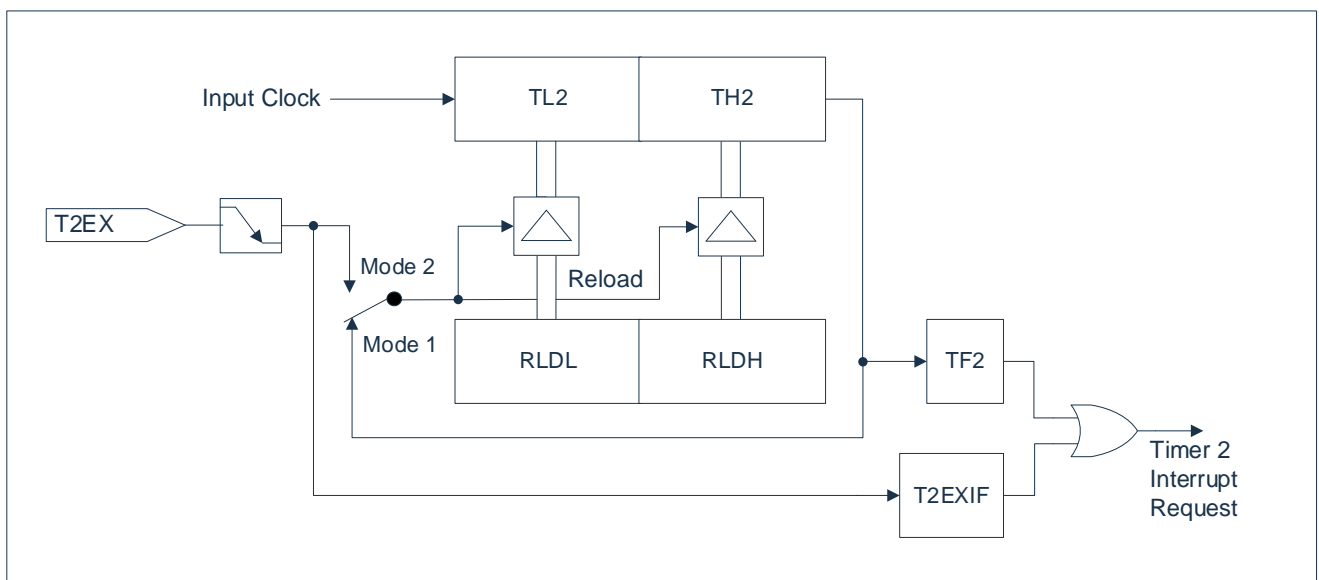 Input Clock
TL2
TH2
T2EX
Mode 2
Reload
Mode 1
RLDL
RLDH
TF2
T2EXIF
Timer 2
Interrupt
Request